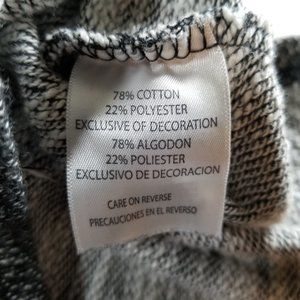 78% COTTON
22% POLYESTER
EXCLUSIVE OF DECORATION
78% ALGODON
22% POLIESTER
EXCLUSIVO DE DECORACION
CARE ON REVERSE
PRECAUCIONES EN EL REVERSO